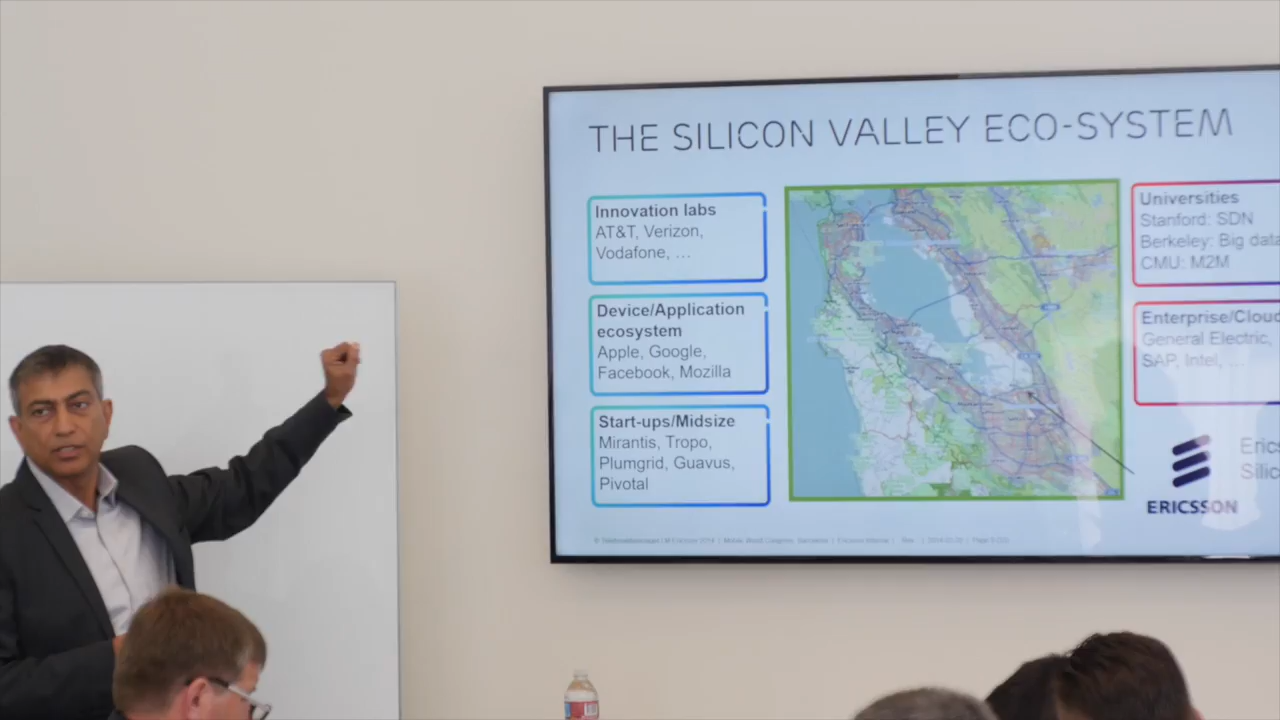 THE SILICON VALLEY ECO-SYSTEM
Innovation labs
AT&T, Verizon,
Vodafone, …
Device/Application
ecosystem
Apple, Google,
Facebook, Mozilla
Start-ups/Midsize
Mirantis, Tropo,
Plumgrid, Guavus,
Pivotal
Universities
Stanford: SDN
Berkeley: Big data
CMU: M2M
Enterprise/Cloud
General Electric,
SAP, Intel, …
ERICSSON
Erics
Silic